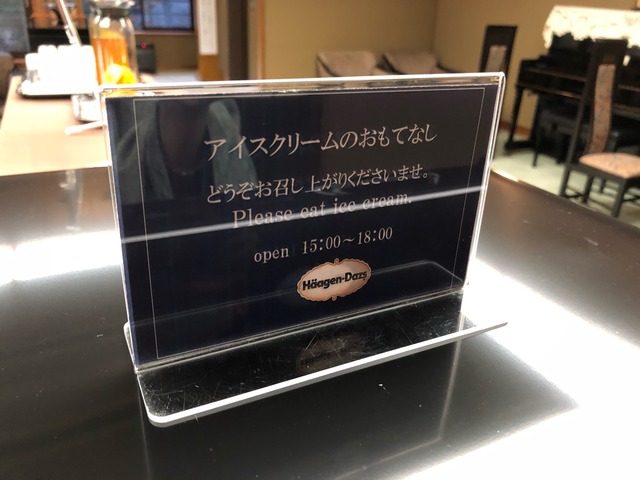 アイスクリームのおもてなし
どうぞお召し上がりくださいませ。
Please eat ice cream.
open 15:00～18:00
Häagen-Dazs